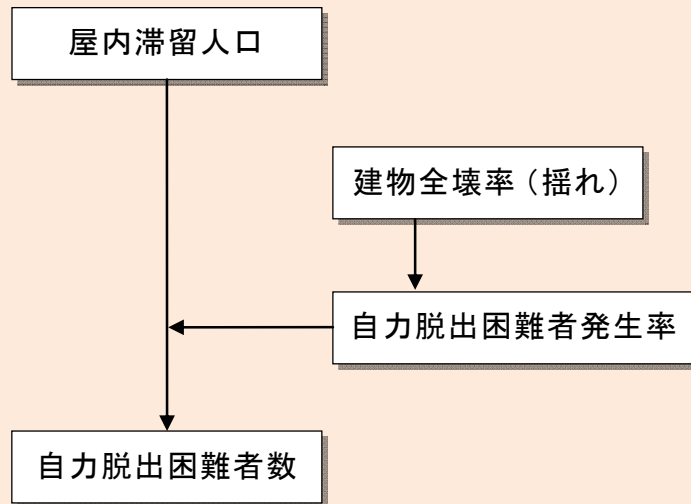 屋内滞留人口
建物全壊率（揺れ）
自力脱出困難者発生率
自力脱出困難者数